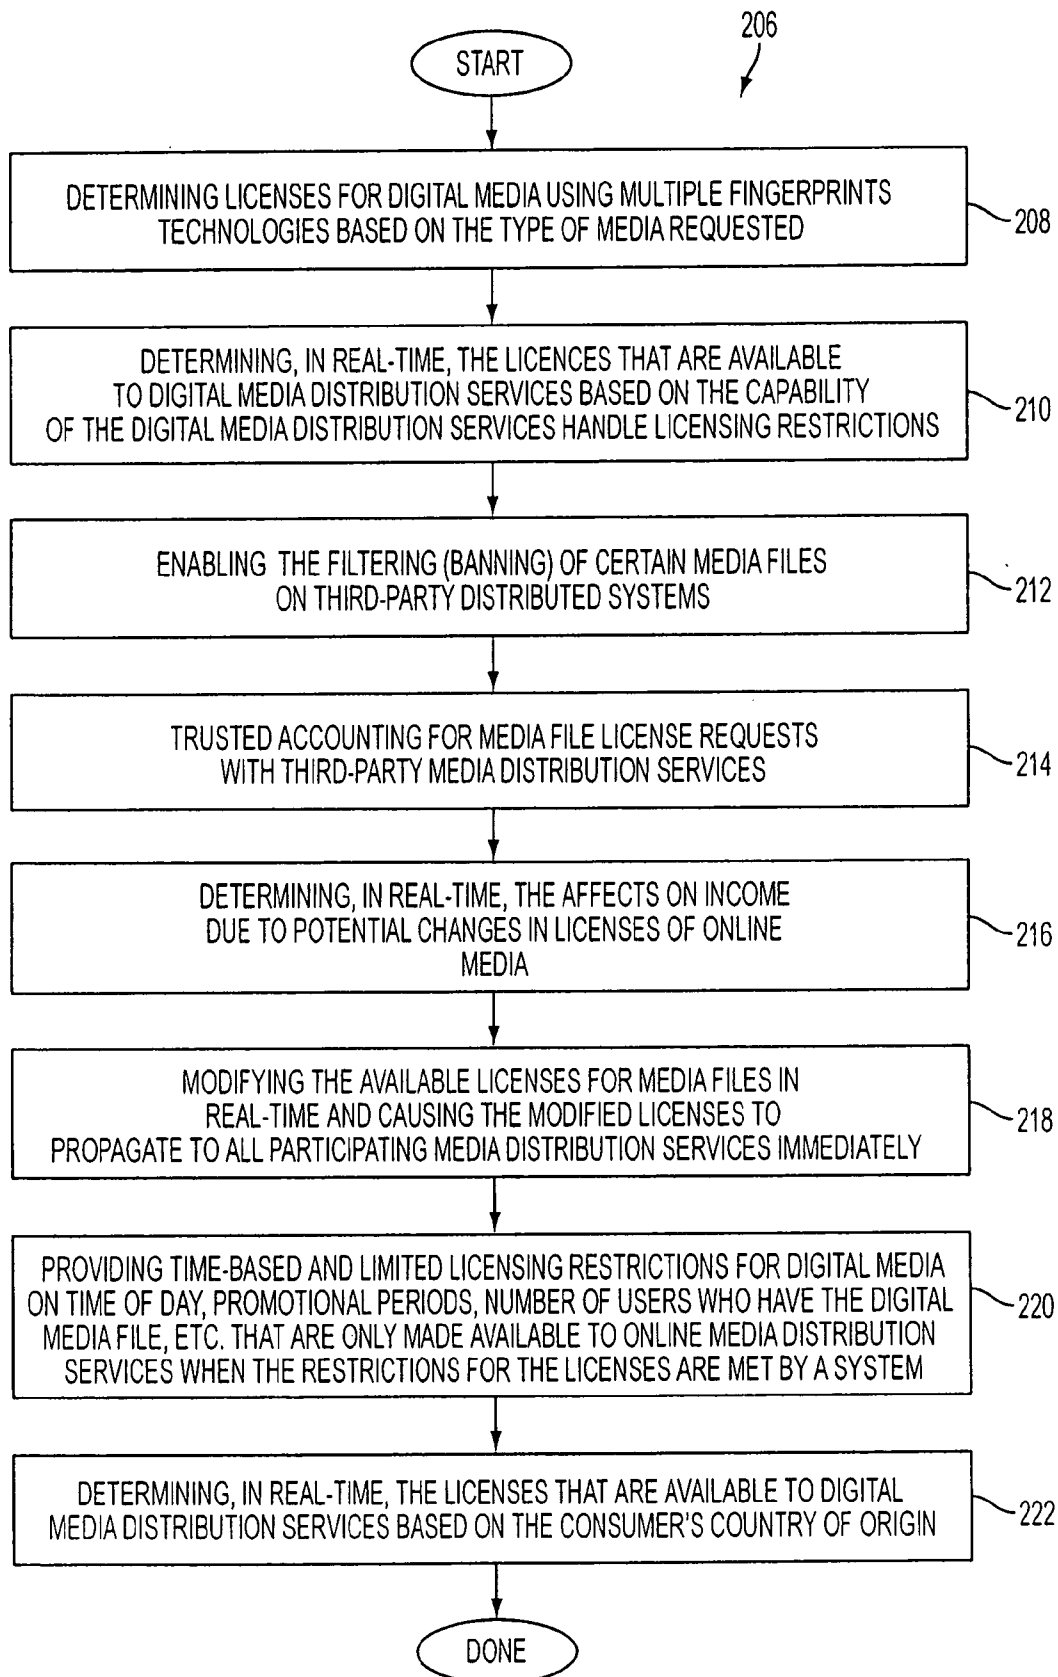 206
START
DETERMINING LICENSES FOR DIGITAL MEDIA USING MULTIPLE FINGERPRINTS
TECHNOLOGIES BASED ON THE TYPE OF MEDIA REQUESTED
208
DETERMINING, IN REAL-TIME, THE LICENCES THAT ARE AVAILABLE
TO DIGITAL MEDIA DISTRIBUTION SERVICES BASED ON THE CAPABILITY
OF THE DIGITAL MEDIA DISTRIBUTION SERVICES HANDLE LICENSING RESTRICTIONS
210
ENABLING THE FILTERING (BANNING) OF CERTAIN MEDIA FILES
ON THIRD-PARTY DISTRIBUTED SYSTEMS
212
TRUSTED ACCOUNTING FOR MEDIA FILE LICENSE REQUESTS
WITH THIRD-PARTY MEDIA DISTRIBUTION SERVICES
214
DETERMINING, IN REAL-TIME, THE AFFECTS ON INCOME
DUE TO POTENTIAL CHANGES IN LICENSES OF ONLINE
MEDIA
216
MODIFYING THE AVAILABLE LICENSES FOR MEDIA FILES IN
REAL-TIME AND CAUSING THE MODIFIED LICENSES TO
PROPAGATE TO ALL PARTICIPATING MEDIA DISTRIBUTION SERVICES IMMEDIATELY
218
PROVIDING TIME-BASED AND LIMITED LICENSING RESTRICTIONS FOR DIGITAL MEDIA
ON TIME OF DAY, PROMOTIONAL PERIODS, NUMBER OF USERS WHO HAVE THE DIGITAL
MEDIA FILE, ETC. THAT ARE ONLY MADE AVAILABLE TO ONLINE MEDIA DISTRIBUTION
SERVICES WHEN THE RESTRICTIONS FOR THE LICENSES ARE MET BY A SYSTEM
220
DETERMINING, IN REAL-TIME, THE LICENSES THAT ARE AVAILABLE TO DIGITAL
MEDIA DISTRIBUTION SERVICES BASED ON THE CONSUMER'S COUNTRY OF ORIGIN
222
DONE